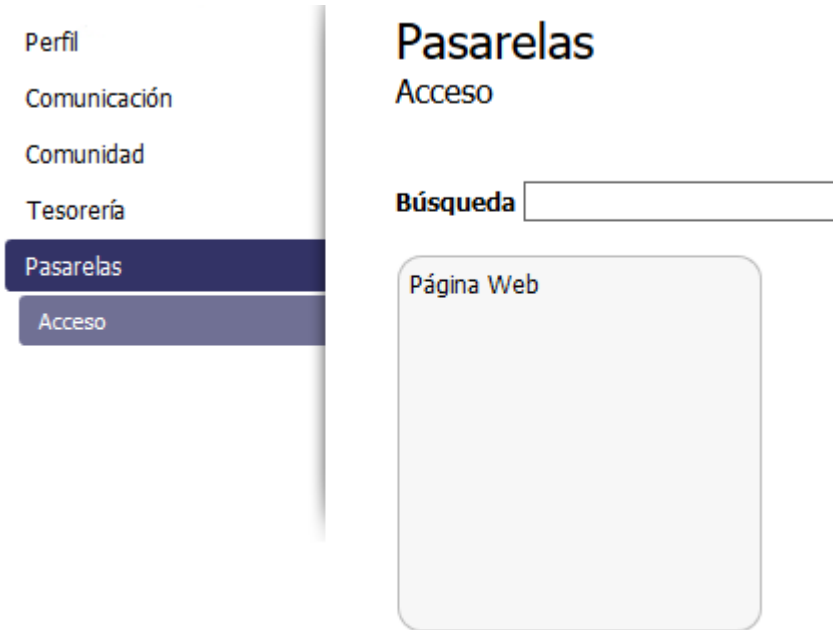 Perfil
Comunicación
Comunidad
Tesorería
Pasarelas
Acceso
Pasarelas
Acceso
Búsqueda
Página Web